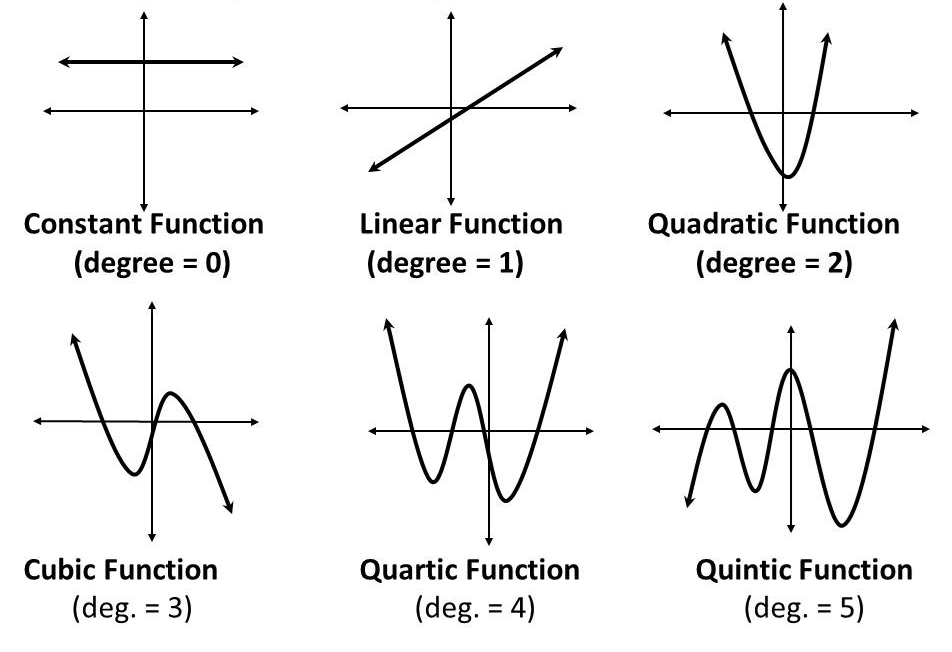 Constant Function
(degree = 0)
Linear Function
(degree = 1)
Quadratic Function
(degree = 2)
Cubic Function
(deg. = 3)
Quartic Function
(deg. = 4)
Quintic Function
(deg. = 5)